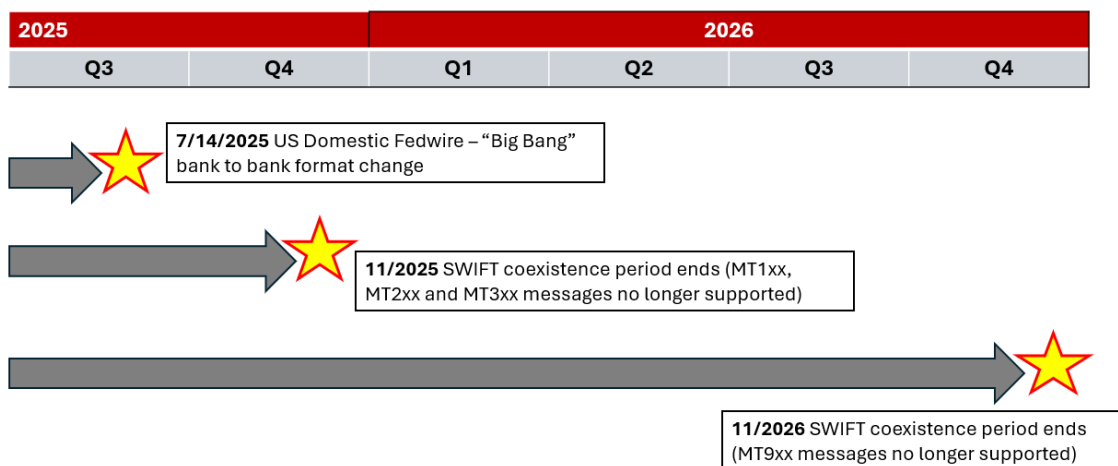 2025 2026
Q3 Q4 Q1 Q2 Q3 Q4
7/14/2025 US Domestic Fedwire – “Big Bang”
bank to bank format change
11/2025 SWIFT coexistence period ends (MT1xx,
MT2xx and MT3xx messages no longer supported)
11/2026 SWIFT coexistence period ends
(MT9xx messages no longer supported)